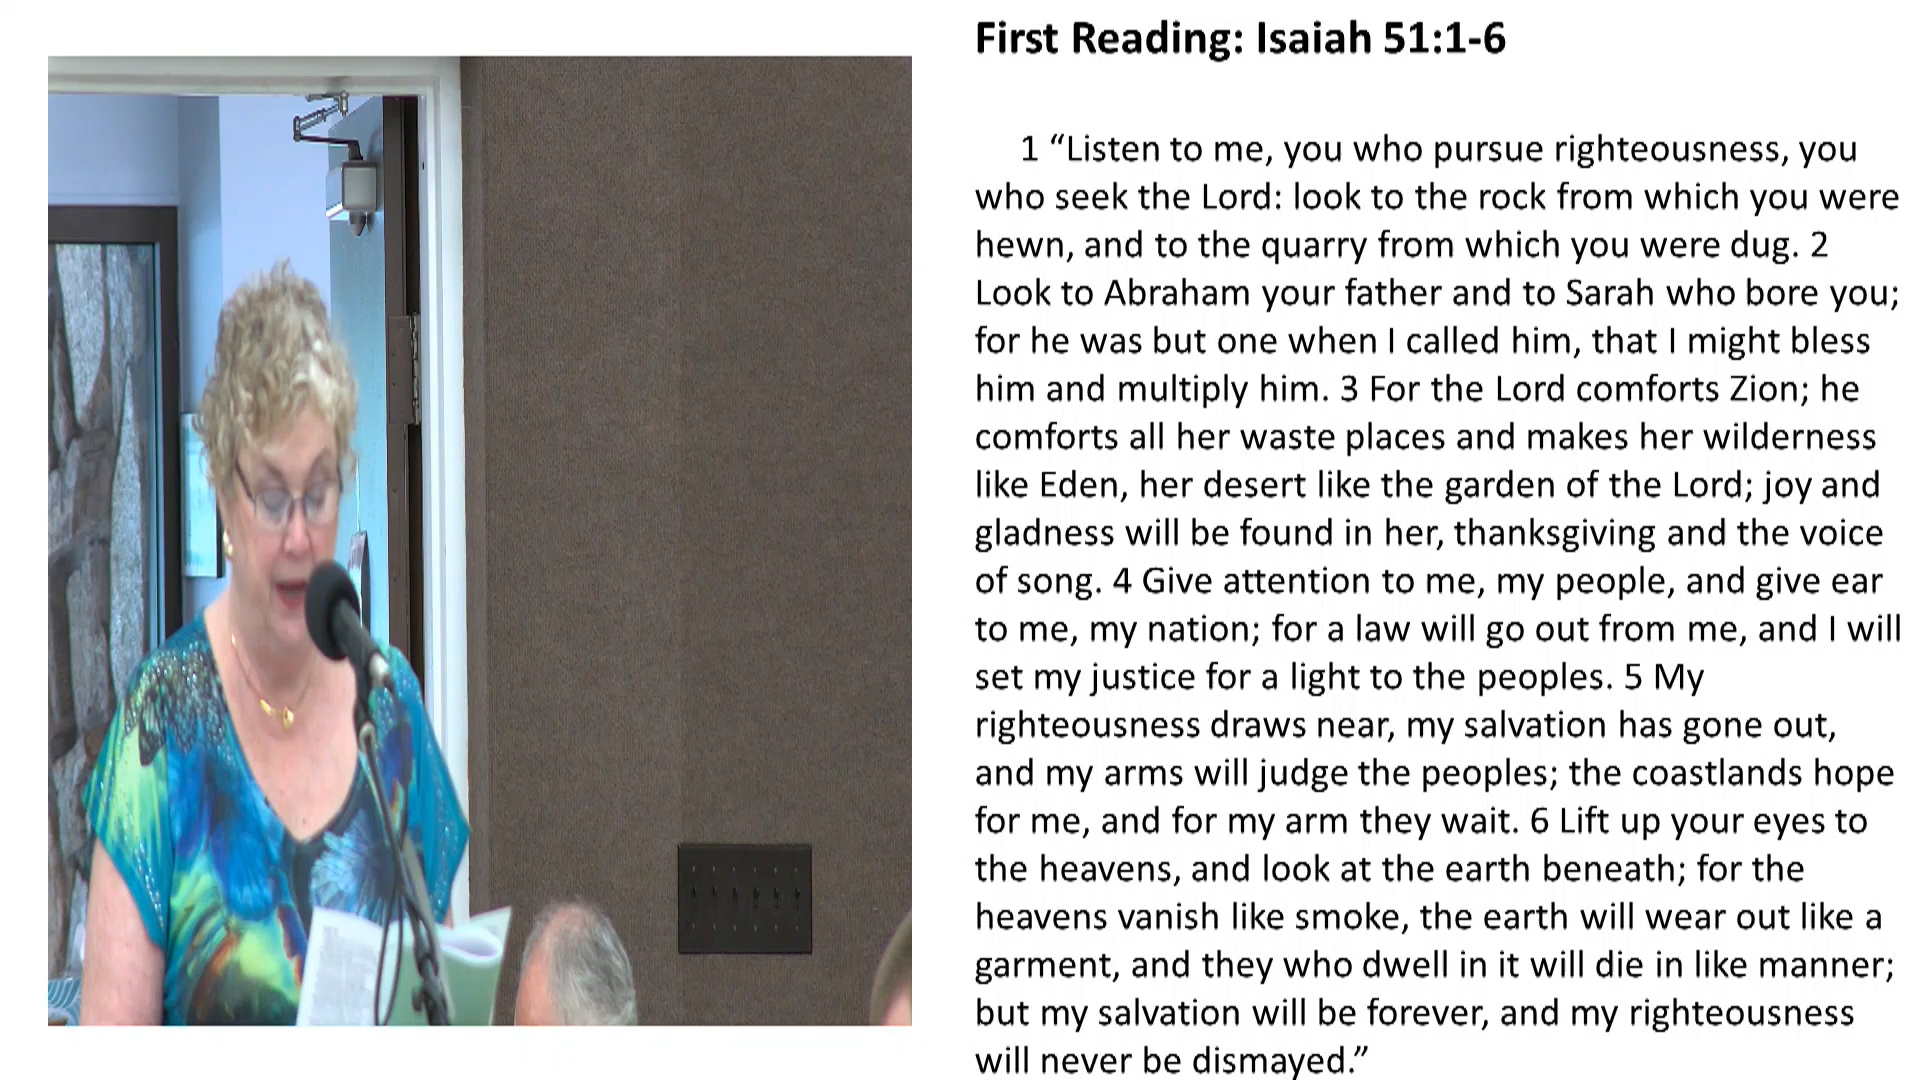 First Reading: Isaiah 51:1-6
1 “Listen to me, you who pursue righteousness, you
who seek the Lord: look to the rock from which you were
hewn, and to the quarry from which you were dug. 2
Look to Abraham your father and to Sarah who bore you;
for he was but one when I called him, that I might bless
him and multiply him. 3 For the Lord comforts Zion; he
comforts all her waste places and makes her wilderness
like Eden, her desert like the garden of the Lord; joy and
gladness will be found in her, thanksgiving and the voice
of song. 4 Give attention to me, my people, and give ear
to me, my nation; for a law will go out from me, and I will
set my justice for a light to the peoples. 5 My
righteousness draws near, my salvation has gone out,
and my arms will judge the peoples; the coastlands hope
for me, and for my arm they wait. 6 Lift up your eyes to
the heavens, and look at the earth beneath; for the
heavens vanish like smoke, the earth will wear out like a
garment, and they who dwell in it will die in like manner;
but my salvation will be forever, and my righteousness
will never be dismayed.”